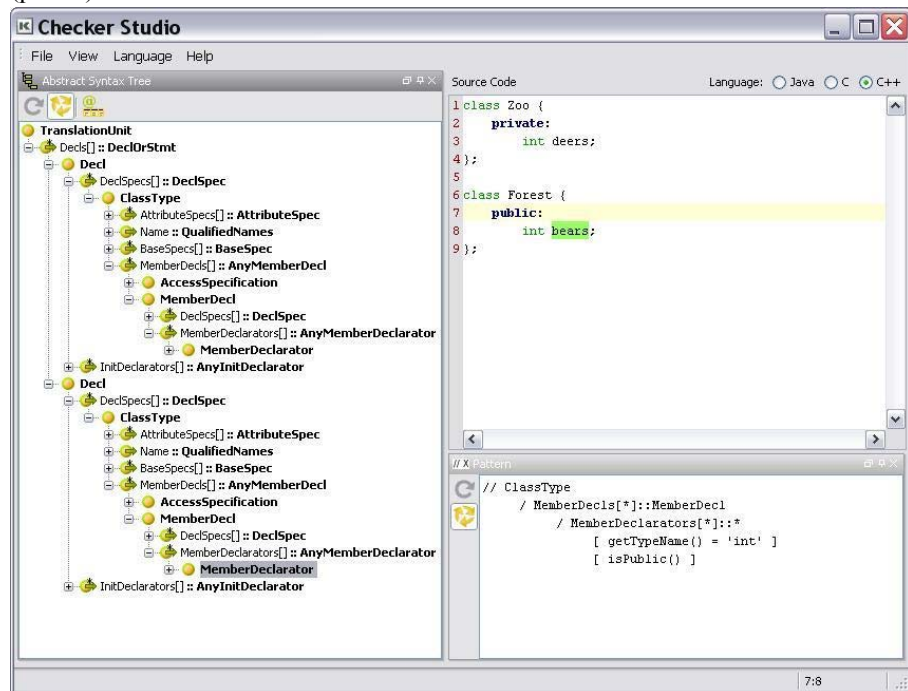 Checker Studio
File View Language Help
Abstract Syntax Tree
TranslationUnit
Decls[] :: DeclOrStmt
Decl
DeclSpecs[] :: DeclSpec
ClassType
AttributeSpecs[] :: AttributeSpec
Name :: QualifiedNames
BaseSpecs[] :: BaseSpec
MemberDecls[] :: AnyMemberDecl
AccessSpecification
MemberDecl
DeclSpecs[] :: DeclSpec
MemberDeclarators[] :: AnyMemberDeclarator
MemberDeclarator
InitDeclarators[] :: AnyInitDeclarator
Decl
DeclSpecs[] :: DeclSpec
ClassType
AttributeSpecs[] :: AttributeSpec
Name :: QualifiedNames
BaseSpecs[] :: BaseSpec
MemberDecls[] :: AnyMemberDecl
AccessSpecification
MemberDecl
DeclSpecs[] :: DeclSpec
MemberDeclarators[] :: AnyMemberDeclarator
MemberDeclarator
InitDeclarators[] :: AnyInitDeclarator
Source Code Language: Java C C++
1 class Zoo {
2 private:
3 int deers;
4 };
5
6 class Forest {
7 public:
8 int bears;
9 };
// X Pattern
// ClassType
/ MemberDecls[*]::MemberDecl
/ MemberDeclarators[*]::*
[ getTypeName() = 'int' ]
[ isPublic() ]
7:8